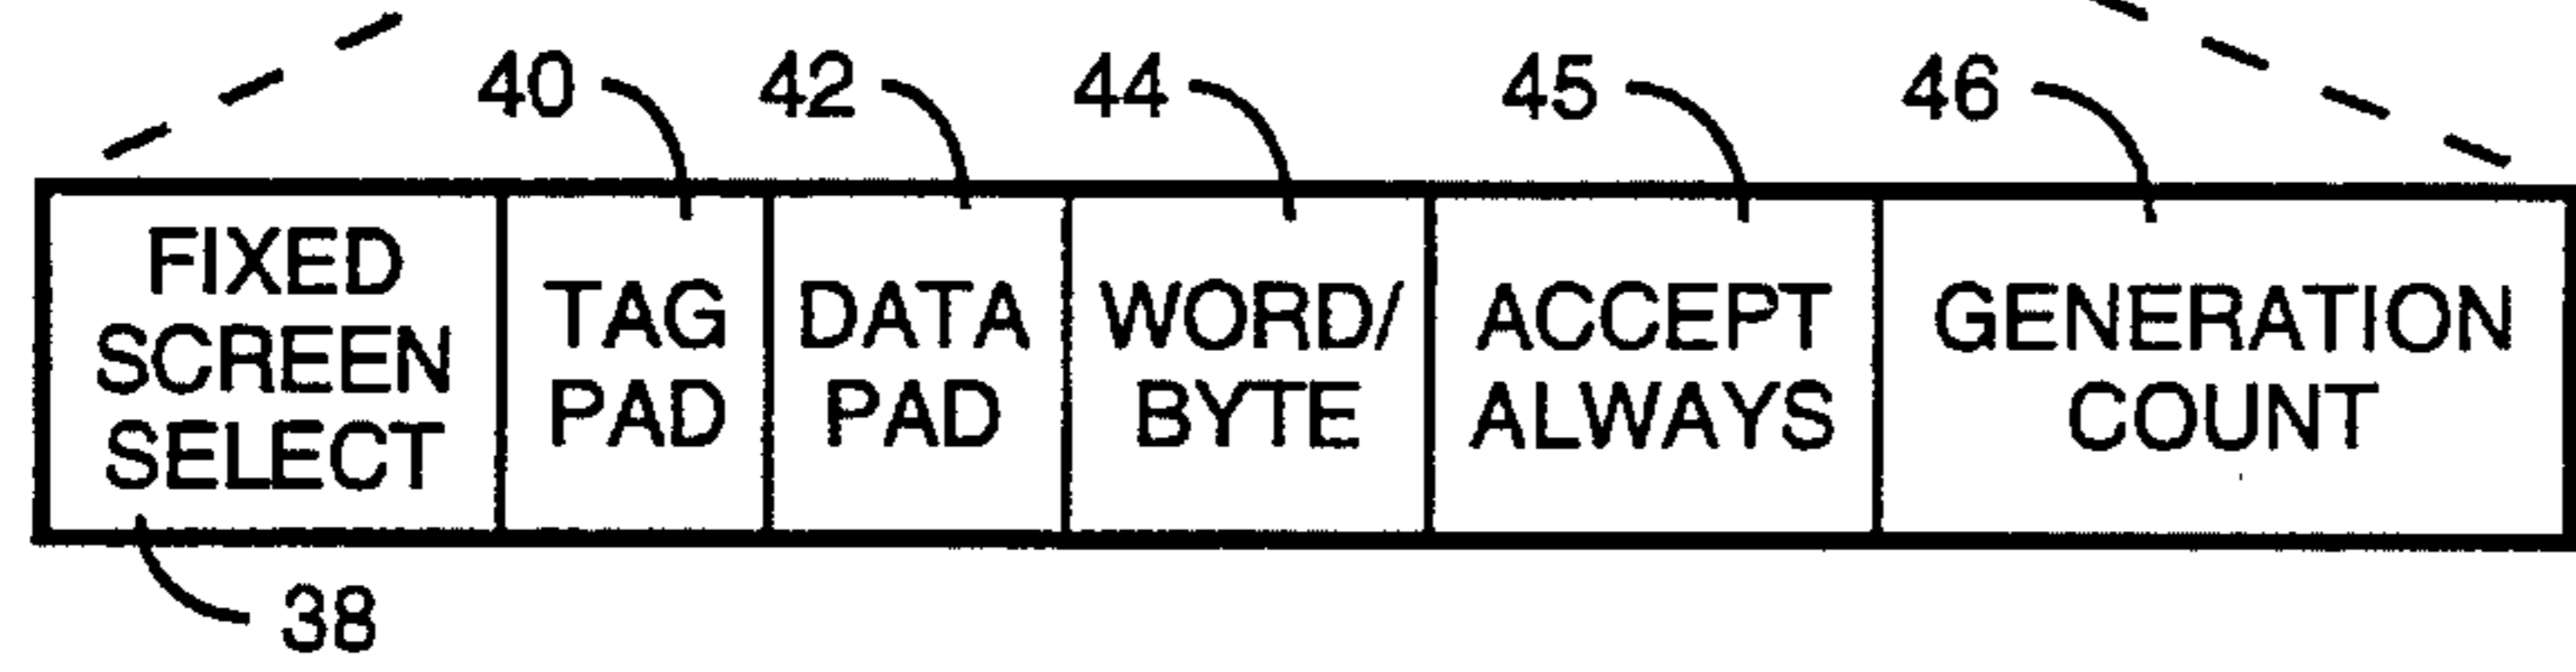 40 42 44 45 46
FIXED
SCREEN
SELECT
TAG
PAD
DATA
PAD
WORD/
BYTE
ACCEPT
ALWAYS
GENERATION
COUNT
38